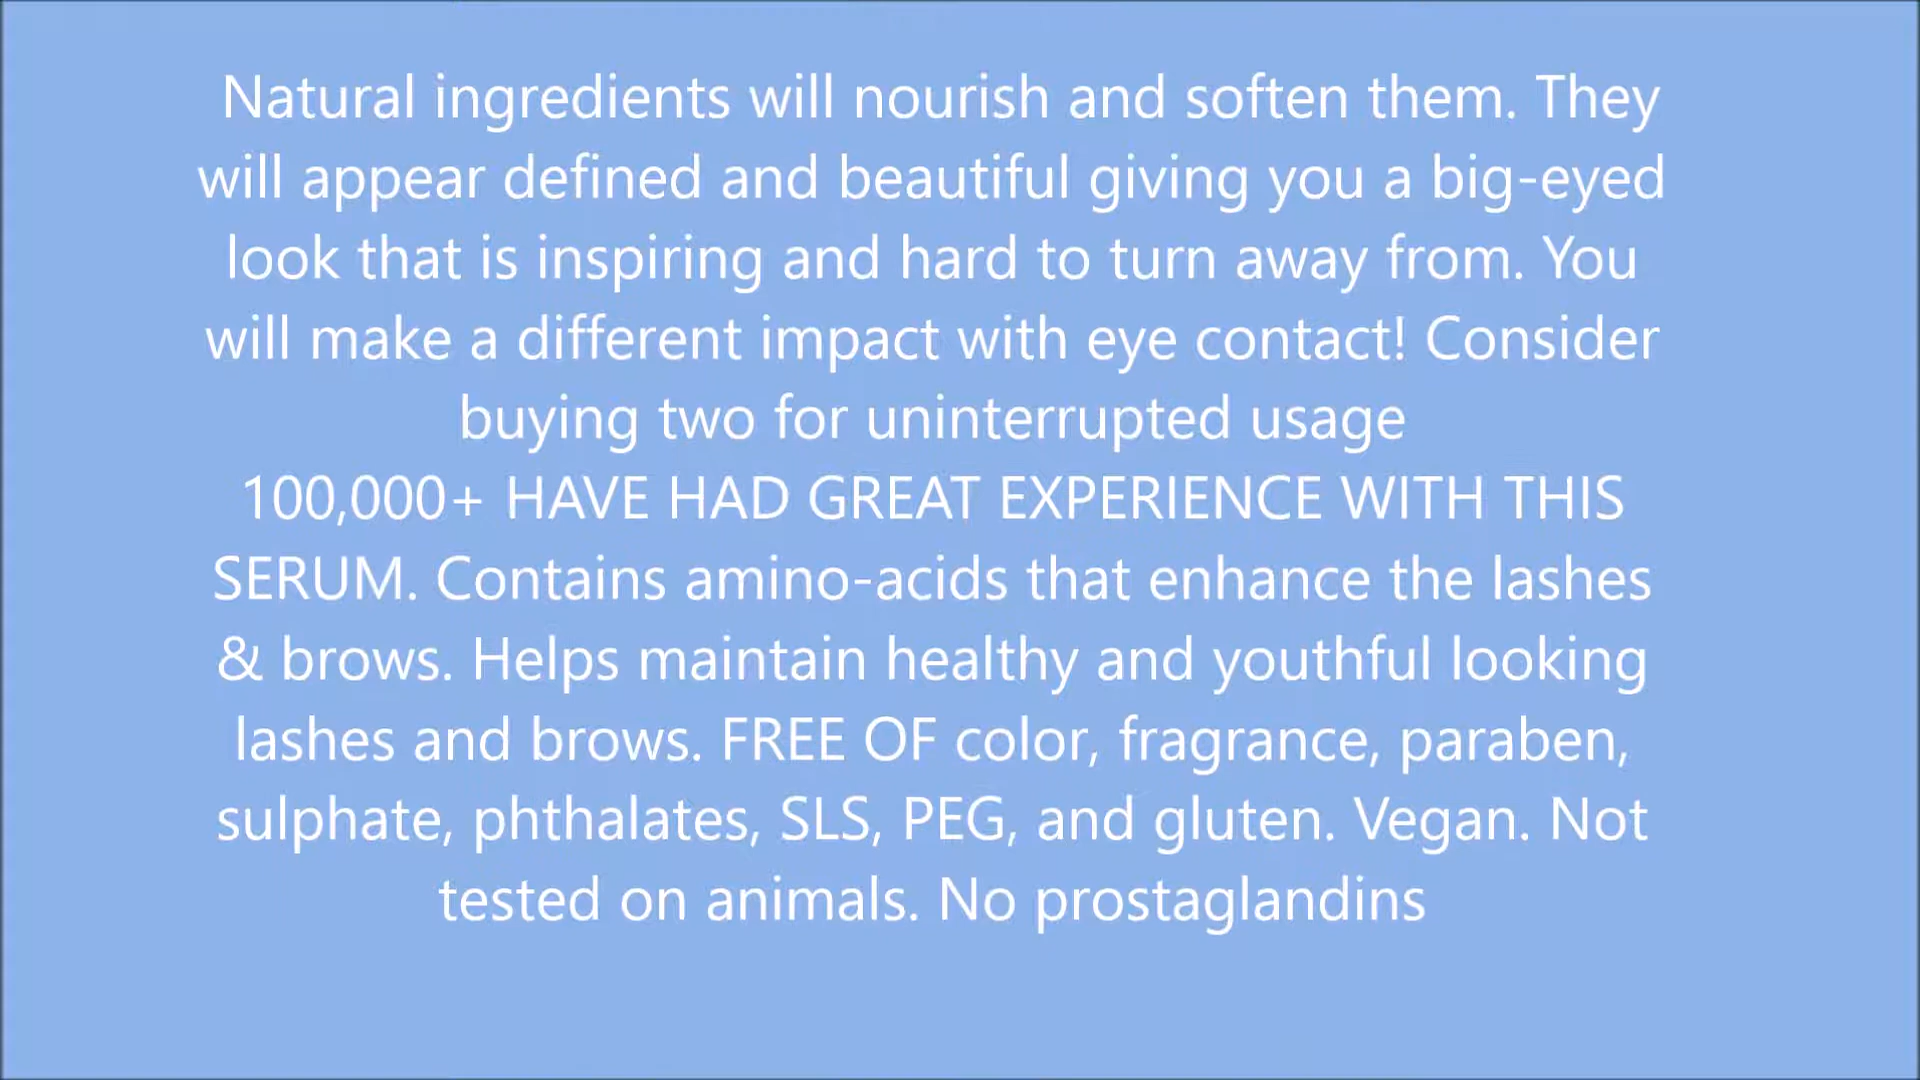 Natural ingredients will nourish and soften them. They
will appear defined and beautiful giving you a big-eyed
look that is inspiring and hard to turn away from. You
will make a different impact with eye contact! Consider
buying two for uninterrupted usage
100,000+ HAVE HAD GREAT EXPERIENCE WITH THIS
SERUM. Contains amino-acids that enhance the lashes
& brows. Helps maintain healthy and youthful looking
lashes and brows. FREE OF color, fragrance, paraben,
sulphate, phthalates, SLS, PEG, and gluten. Vegan. Not
tested on animals. No prostaglandins